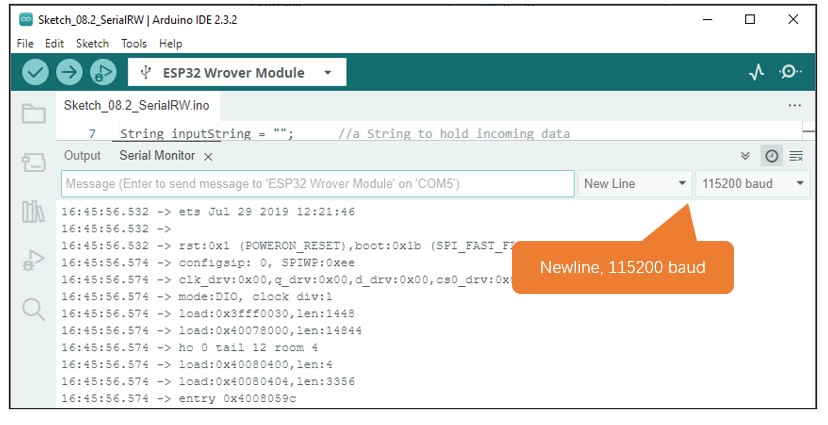 Sketch_08.2_SerialRW | Arduino IDE 2.3.2
File Edit Sketch Tools Help
ESP32 Wrover Module
Sketch_08.2_SerialRW.ino
7 String inputString = ""; //a String to hold incoming data
Output Serial Monitor
Message (Enter to send message to 'ESP32 Wrover Module' on 'COM5') New Line 115200 baud
16:45:56.532 -> ets Jul 29 2019 12:21:46
16:45:56.532 ->
16:45:56.532 -> rst:0x1 (POWERON_RESET),boot:0x1b
16:45:56.574 -> configsip: 0, SPIWP:0xee
16:45:56.574 -> clk_drv:0x00,q_drv:0x00,d_drv:0x00
Newline, 115200 baud
16:45:56.574 -> mode:DIO, clock div:1
16:45:56.574 -> load:0x3fff0030,len:1448
16:45:56.574 -> load:0x40078000,len:14844
16:45:56.574 -> ho 0 tail 12 room 4
16:45:56.574 -> load:0x40080400,len:4
16:45:56.574 -> load:0x40080404,len:3356
16:45:56.574 -> entry 0x4008059c